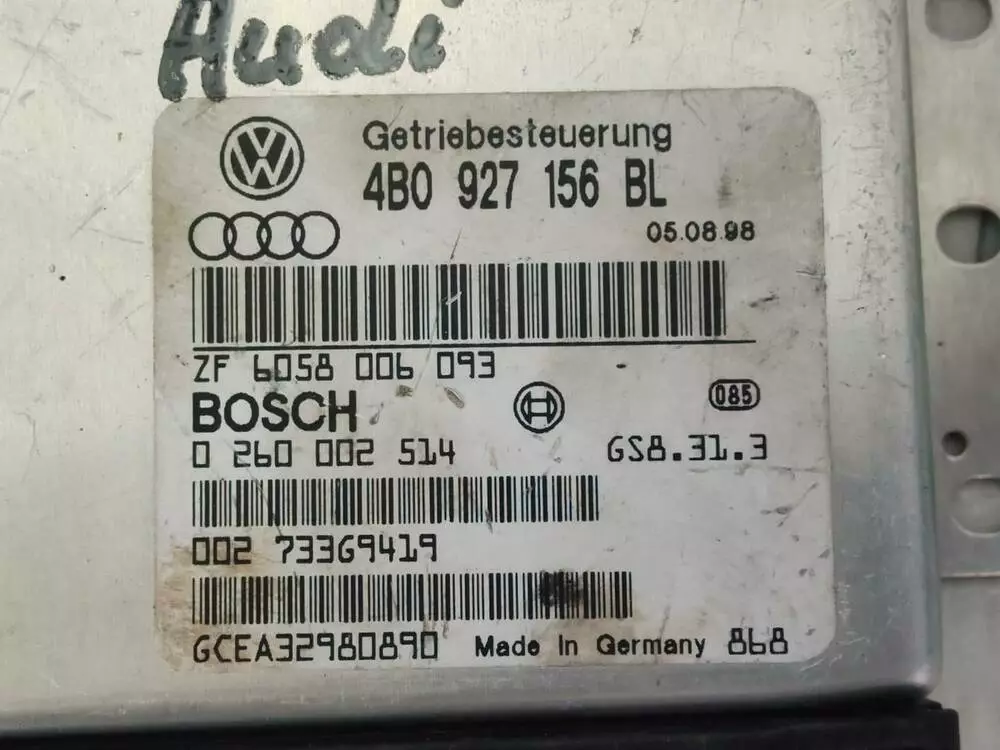 Audi
Getriebesteuerung
4B0 927 156 BL
05.08.98
ZF 6058 006 093
BOSCH
085
0 260 002 514 GS8.31.3
002 733G9419
GCEA32980890 Made In Germany 868